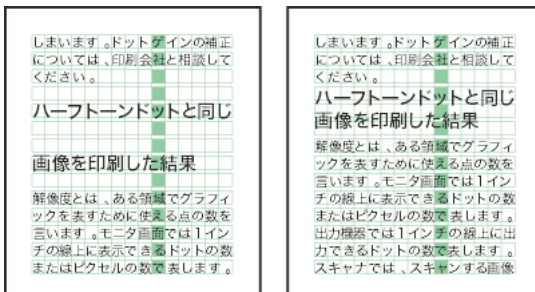 しまいます。ドットゲインの補正
については、印刷会社と相談して
ください。
ハーフトーンドットと同じ
画像を印刷した結果
解像度とは、ある領域でグラフィ
ックを表すために使える点の数を
言います。モニタ画面では1イン
チの線上に表示できるドットの数
またはピクセルの数で表します。
しまいます。ドットゲインの補正
については、印刷会社と相談して
ください。
ハーフトーンドットと同じ
画像を印刷した結果
解像度とは、ある領域でグラフィ
ックを表すために使える点の数を
言います。モニタ画面では1イン
チの線上に表示できるドットの数
またはピクセルの数で表します。
出力機器では1インチの線上に出
力できるドットの数で表します。
スキャナでは、スキャンする画像